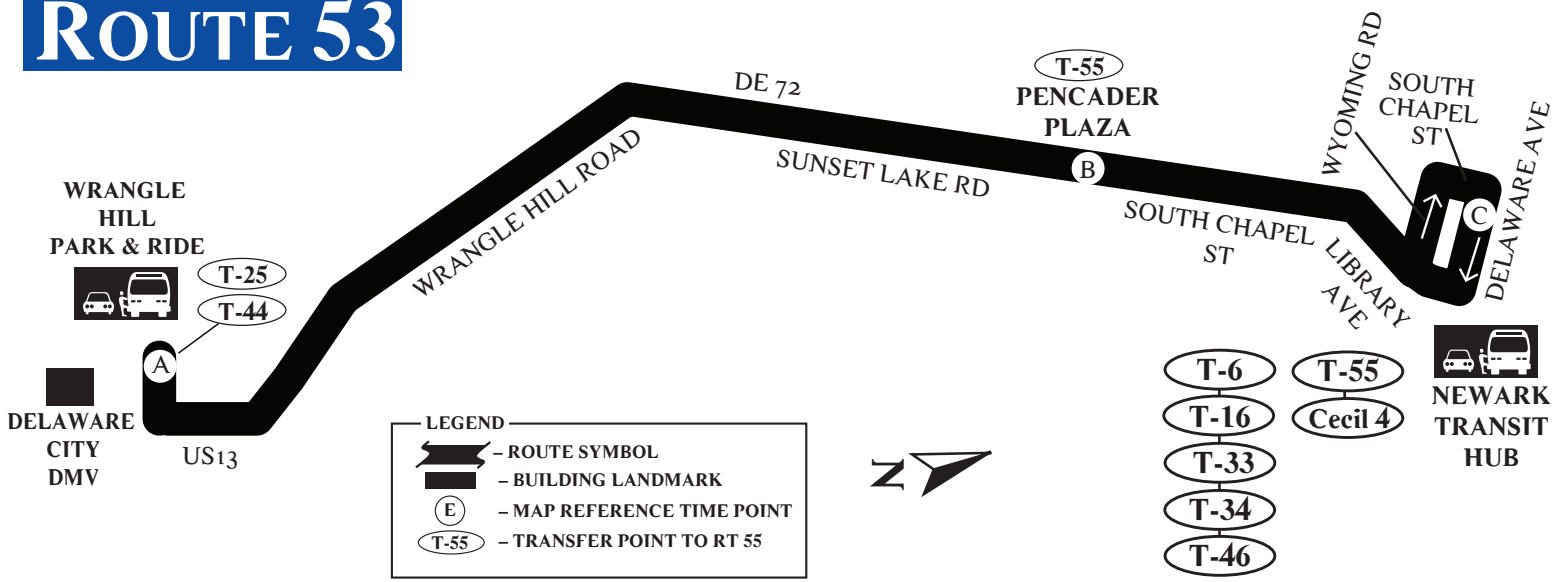 ROUTE 53
DE 72
T-55
PENCADER
PLAZA
WYOMING RD
SOUTH
CHAPEL
ST
DELAWARE AVE
SUNSET LAKE RD
B
C
WRANGLE
HILL
PARK & RIDE
T-25
T-44
WRANGLE HILL ROAD
SOUTH CHAPEL
ST
LIBRARY
AVE
A
DELAWARE
CITY
DMV
US13
LEGEND
– ROUTE SYMBOL
– BUILDING LANDMARK
E – MAP REFERENCE TIME POINT
T-55 – TRANSFER POINT TO RT 55
N
T-6
T-16
T-33
T-34
T-46
T-55
Cecil 4
NEWARK
TRANSIT
HUB